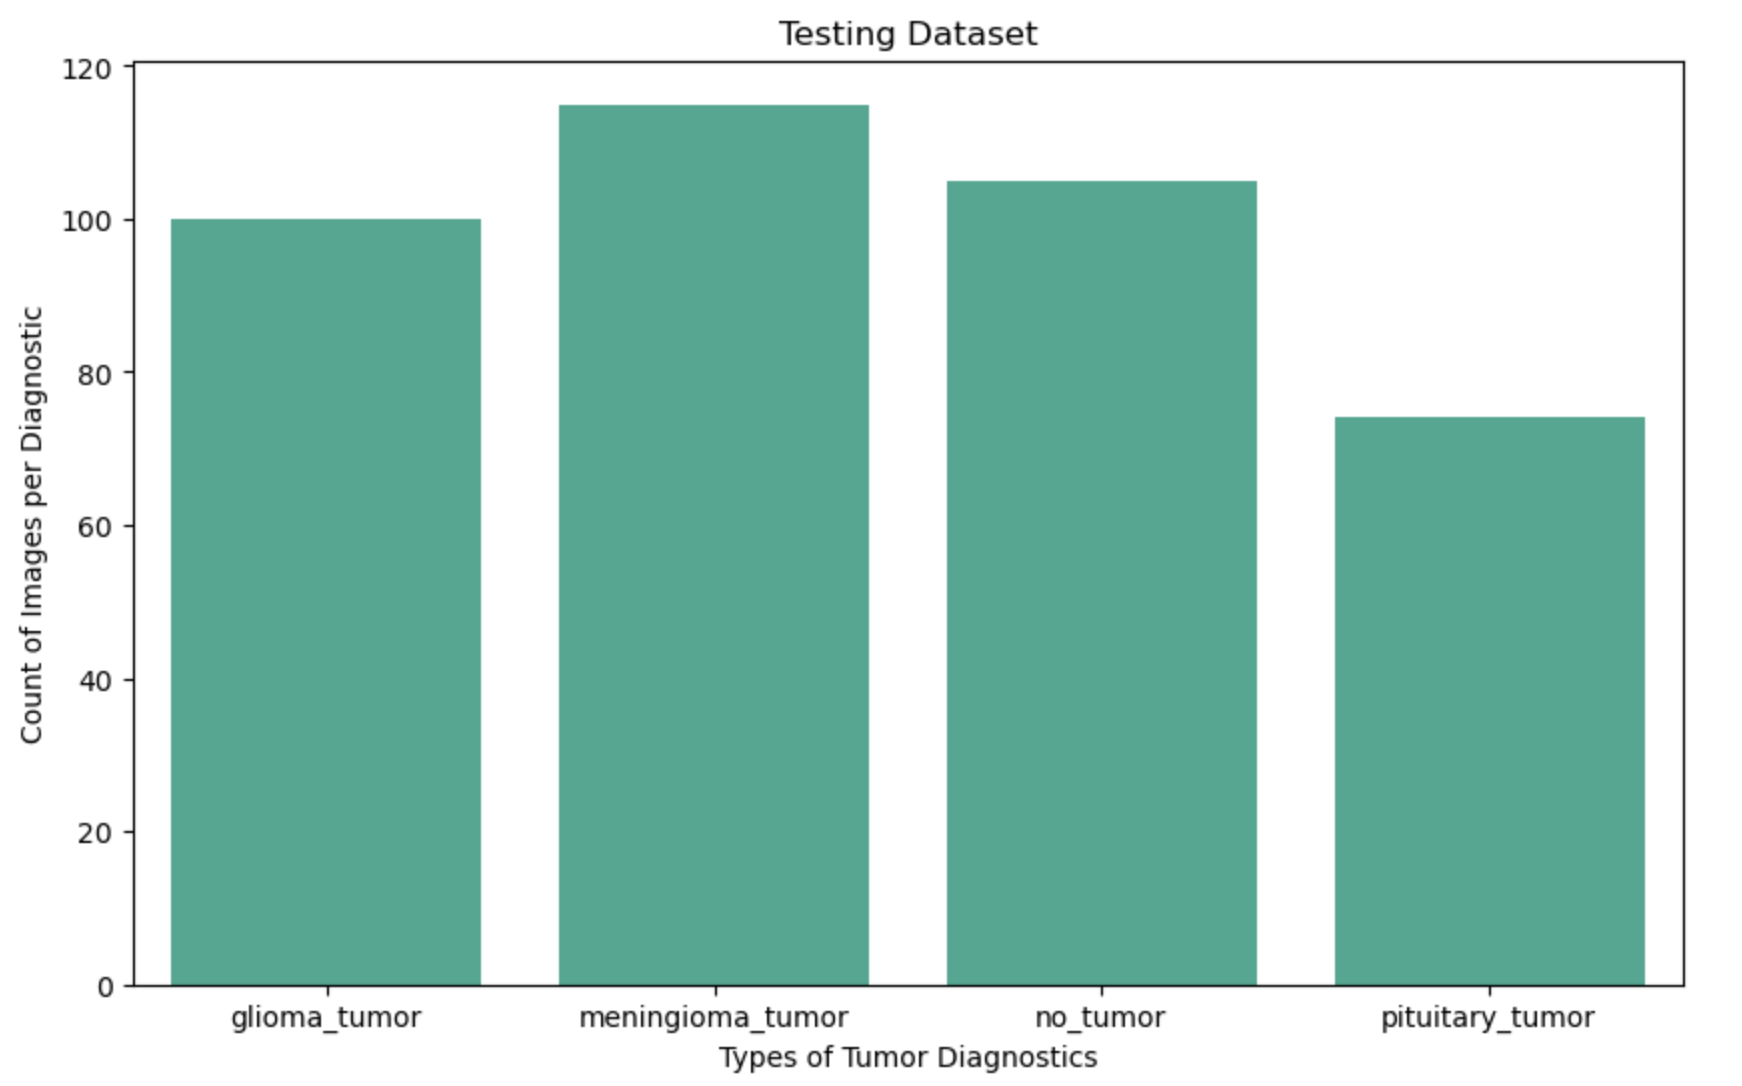 Testing Dataset
120
100
80
60
40
20
0
Count of Images per Diagnostic
glioma_tumor meningioma_tumor no_tumor pituitary_tumor
Types of Tumor Diagnostics